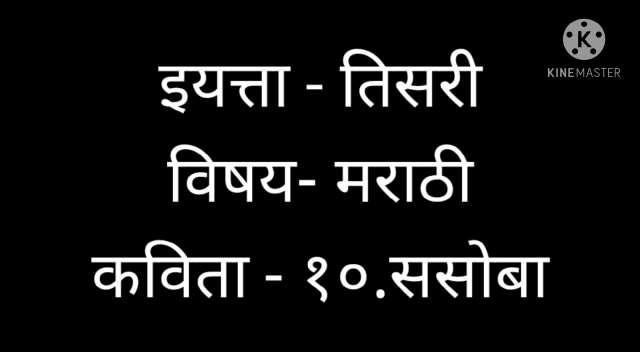 KINEMASTER
इयत्ता - तिसरी
विषय- मराठी
कविता - १०.ससोबा